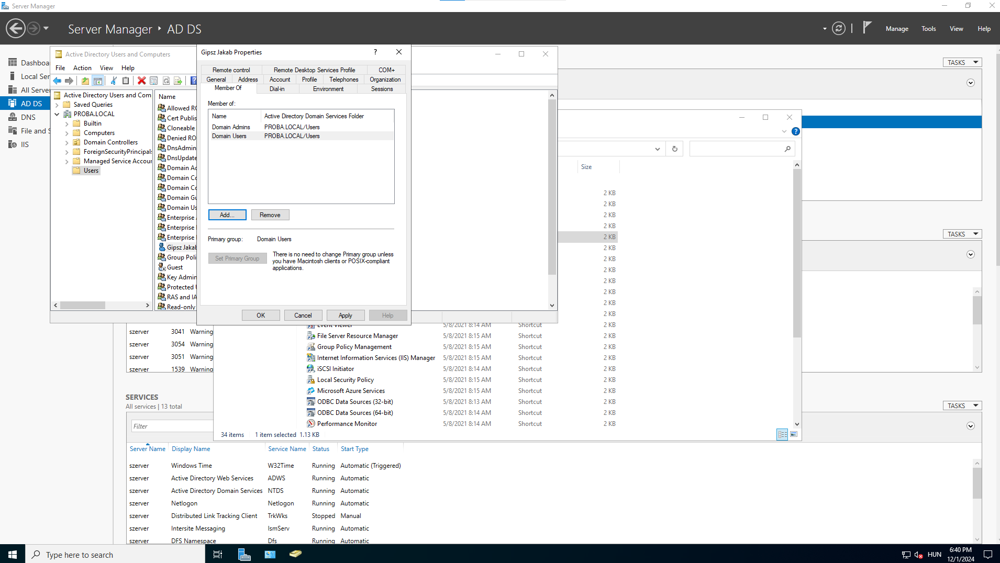 Server Manager
Server Manager
AD DS
Manage
Tools
View
Help
Dashboa
Local Ser
All Server
AD DS
DNS
File and S
IIS
Active Directory Users and Computers
File
Action
View
Help
Active Directory Users and Com
Saved Queries
PROBA.LOCAL
Builtin
Computers
Domain Controllers
ForeignSecurityPrincipals
Managed Service Accour
Users
Name
Allowed RO
Cert Publis
Cloneable
Denied RO
DnsAdmin
DnsUpdate
Domain Ad
Domain Co
Domain Co
Domain Gu
Domain Us
Enterprise
Enterprise
Enterprise
Gipsz Jakab
Group Poli
Guest
Key Admin
Protected U
RAS and IA
Read-only
Gipsz Jakab Properties
?
Remote control
Remote Desktop Services Profile
COM+
General
Address
Account
Profile
Telephones
Organization
Member Of
Dial-in
Environment
Sessions
Member of:
Name
Active Directory Domain Services Folder
Domain Admins
PROBA.LOCAL/Users
Domain Users
PROBA.LOCAL/Users
Add...
Remove
Primary group:
Domain Users
Set Primary Group
There is no need to change Primary group unless
you have Macintosh clients or POSIX-compliant
applications.
OK
Cancel
Apply
Help
TASKS
TASKS
TASKS
Size
2 KB
2 KB
2 KB
2 KB
2 KB
2 KB
2 KB
2 KB
2 KB
2 KB
2 KB
2 KB
Event Viewer 5/8/2021 8:14 AM Shortcut 2 KB
File Server Resource Manager 5/8/2021 8:15 AM Shortcut 2 KB
Group Policy Management 5/8/2021 8:15 AM Shortcut 2 KB
Internet Information Services (IIS) Manager 5/8/2021 8:15 AM Shortcut 2 KB
iSCSI Initiator 5/8/2021 8:14 AM Shortcut 2 KB
Local Security Policy 5/8/2021 8:15 AM Shortcut 2 KB
Microsoft Azure Services 5/8/2021 8:15 AM Shortcut 2 KB
ODBC Data Sources (32-bit) 5/8/2021 8:13 AM Shortcut 2 KB
ODBC Data Sources (64-bit) 5/8/2021 8:14 AM Shortcut 2 KB
Performance Monitor 5/8/2021 8:14 AM Shortcut 2 KB
34 items 1 item selected 1.13 KB
szerver 3041 Warning
szerver 3054 Warning
szerver 3051 Warning
szerver 1539 Warning
SERVICES
All services | 13 total
Filter
Server Name Display Name Service Name Status Start Type
szerver Windows Time W32Time Running Automatic (Triggered)
szerver Active Directory Web Services ADWS Running Automatic
szerver Active Directory Domain Services NTDS Running Automatic
szerver Netlogon Netlogon Running Automatic
szerver Distributed Link Tracking Client TrkWks Stopped Manual
szerver Intersite Messaging IsmServ Running Automatic
szerver DFS Namespace Dfs Running Automatic
Type here to search
HUN
6:40 PM
12/1/2024